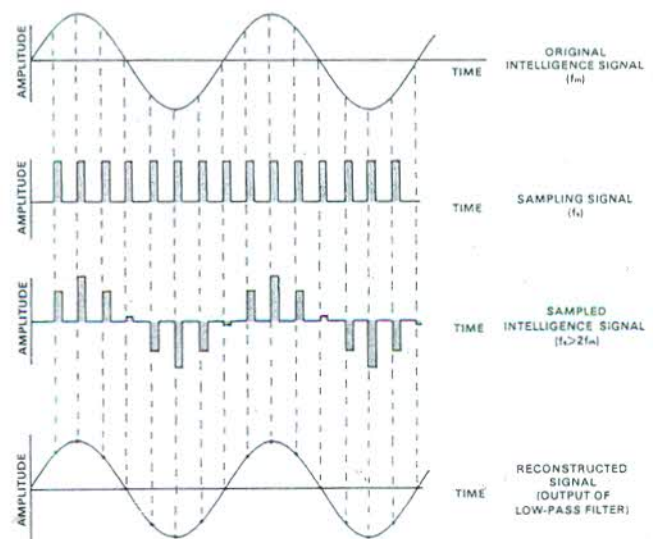 AMPLITUDE
TIME
ORIGINAL
INTELLIGENCE SIGNAL
(fm)
AMPLITUDE
TIME
SAMPLING SIGNAL
(fs)
AMPLITUDE
TIME
SAMPLED
INTELLIGENCE SIGNAL
(fs>2fm)
AMPLITUDE
TIME
RECONSTRUCTED
SIGNAL
(OUTPUT OF
LOW-PASS FILTER)